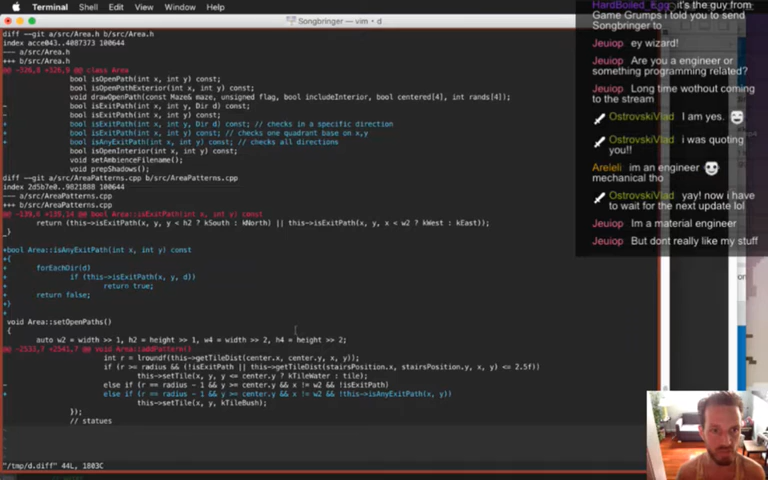 Terminal Shell Edit View Window Help
Songbringer — vim • d
diff --git a/src/Area.h b/src/Area.h
index acce043..4087373 100644
--- a/src/Area.h
+++ b/src/Area.h
@@ -326,8 +326,9 @@ class Area
bool isOpenPath(int x, int y) const;
bool isOpenPathExterior(int x, int y) const;
void drawOpenPath(const Maze& maze, unsigned flag, bool includeInterior, bool centered[4], int rands[4]);
- bool isExitPath(int x, int y, Dir d) const;
- bool isExitPath(int x, int y) const;
+ bool isExitPath(int x, int y, Dir d) const; // checks in a specific direction
+ bool isExitPath(int x, int y) const; // checks one quadrant base on x,y
+ bool isAnyExitPath(int x, int y) const; // checks all directions
bool isOpenInterior(int x, int y) const;
void setAmbienceFilename();
void prepShadows();
diff --git a/src/AreaPatterns.cpp b/src/AreaPatterns.cpp
index 2d5b7e0..9821888 100644
--- a/src/AreaPatterns.cpp
+++ b/src/AreaPatterns.cpp
@@ -139,6 +139,14 @@ bool Area::isExitPath(int x, int y) const
return (this->isExitPath(x, y, y < h2 ? kSouth : kNorth) || this->isExitPath(x, y, x < w2 ? kWest : kEast));
}
+bool Area::isAnyExitPath(int x, int y) const
+{
+ forEachDir(d)
+ if (this->isExitPath(x, y, d))
+ return true;
+ return false;
+}
+
void Area::setOpenPaths()
{
auto w2 = width >> 1, h2 = height >> 1, w4 = width >> 2, h4 = height >> 2;
@@ -2533,7 +2541,7 @@ void Area::addPattern()
int r = lroundf(this->getTileDist(center.x, center.y, x, y));
if (r >= radius && (!isExitPath || this->getTileDist(stairsPosition.x, stairsPosition.y, x, y) <= 2.5f))
this->setTile(x, y, y <= center.y ? kTileWater : tile);
- else if (r == radius - 1 && y >= center.y && x != w2 && !isExitPath)
+ else if (r == radius - 1 && y >= center.y && x != w2 && !this->isAnyExitPath(x, y))
this->setTile(x, y, kTileBush);
});
// statues
"/tmp/d.diff" 44L, 1803C
HardBoiled_Egg it's the guy from
Game Grumps i told you to send
Songbringer to
Jeuiop ey wizard!
Jeuiop Are you a engineer or
something programming related?
Jeuiop Long time wothout coming
to the stream
OstrovskiVlad I am yes.
OstrovskiVlad i was quoting
you!!
Areleli im an engineer
mechanical tho
OstrovskiVlad yay! now i have
to wait for the next update lol
Jeuiop Im a material engineer
Jeuiop But dont really like my stuff